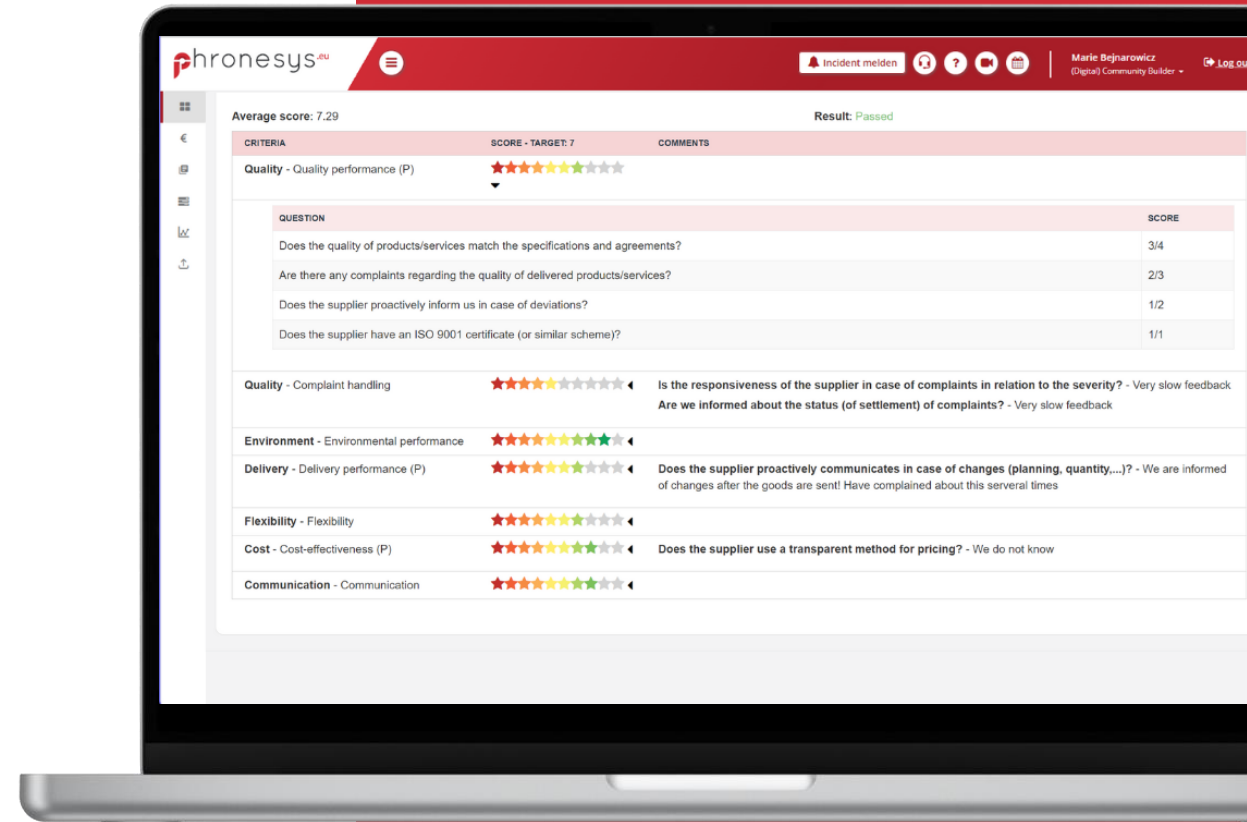 phronesys.eu
Incident melden
?
Marie Bejnarowicz
(Digital) Community Builder
Log ou
€
Average score: 7.29
Result: Passed
CRITERIA SCORE - TARGET: 7 COMMENTS
Quality - Quality performance (P)
QUESTION SCORE
Does the quality of products/services match the specifications and agreements? 3/4
Are there any complaints regarding the quality of delivered products/services? 2/3
Does the supplier proactively inform us in case of deviations? 1/2
Does the supplier have an ISO 9001 certificate (or similar scheme)? 1/1
Quality - Complaint handling
Is the responsiveness of the supplier in case of complaints in relation to the severity? - Very slow feedback
Are we informed about the status (of settlement) of complaints? - Very slow feedback
Environment - Environmental performance
Delivery - Delivery performance (P)
Does the supplier proactively communicates in case of changes (planning, quantity,...)? - We are informed
of changes after the goods are sent! Have complained about this serveral times
Flexibility - Flexibility
Cost - Cost-effectiveness (P)
Does the supplier use a transparent method for pricing? - We do not know
Communication - Communication